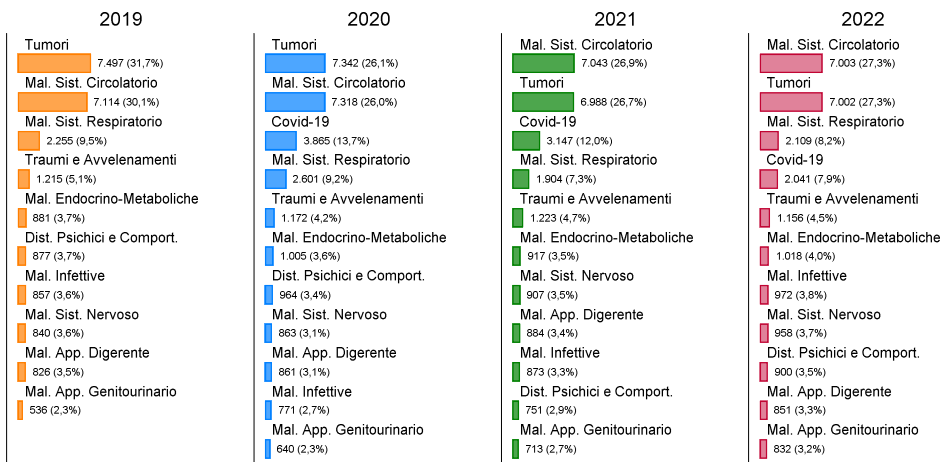 2019
Tumori
7.497 (31,7%)
Mal. Sist. Circolatorio
7.114 (30,1%)
Mal. Sist. Respiratorio
2.255 (9,5%)
Traumi e Avvelenamenti
1.215 (5,1%)
Mal. Endocrino-Metaboliche
881 (3,7%)
Dist. Psichici e Comport.
877 (3,7%)
Mal. Infettive
857 (3,6%)
Mal. Sist. Nervoso
840 (3,6%)
Mal. App. Digerente
826 (3,5%)
Mal. App. Genitourinario
536 (2,3%)
2020
Tumori
7.342 (26,1%)
Mal. Sist. Circolatorio
7.318 (26,0%)
Covid-19
3.865 (13,7%)
Mal. Sist. Respiratorio
2.601 (9,2%)
Traumi e Avvelenamenti
1.172 (4,2%)
Mal. Endocrino-Metaboliche
1.005 (3,6%)
Dist. Psichici e Comport.
964 (3,4%)
Mal. Sist. Nervoso
863 (3,1%)
Mal. App. Digerente
861 (3,1%)
Mal. Infettive
771 (2,7%)
Mal. App. Genitourinario
640 (2,3%)
2021
Mal. Sist. Circolatorio
7.043 (26,9%)
Tumori
6.988 (26,7%)
Covid-19
3.147 (12,0%)
Mal. Sist. Respiratorio
1.904 (7,3%)
Traumi e Avvelenamenti
1.223 (4,7%)
Mal. Endocrino-Metaboliche
917 (3,5%)
Mal. Sist. Nervoso
907 (3,5%)
Mal. App. Digerente
884 (3,4%)
Mal. Infettive
873 (3,3%)
Dist. Psichici e Comport.
751 (2,9%)
Mal. App. Genitourinario
713 (2,7%)
2022
Mal. Sist. Circolatorio
7.003 (27,3%)
Tumori
7.002 (27,3%)
Mal. Sist. Respiratorio
2.109 (8,2%)
Covid-19
2.041 (7,9%)
Traumi e Avvelenamenti
1.156 (4,5%)
Mal. Endocrino-Metaboliche
1.018 (4,0%)
Mal. Infettive
972 (3,8%)
Mal. Sist. Nervoso
958 (3,7%)
Dist. Psichici e Comport.
900 (3,5%)
Mal. App. Digerente
851 (3,3%)
Mal. App. Genitourinario
832 (3,2%)